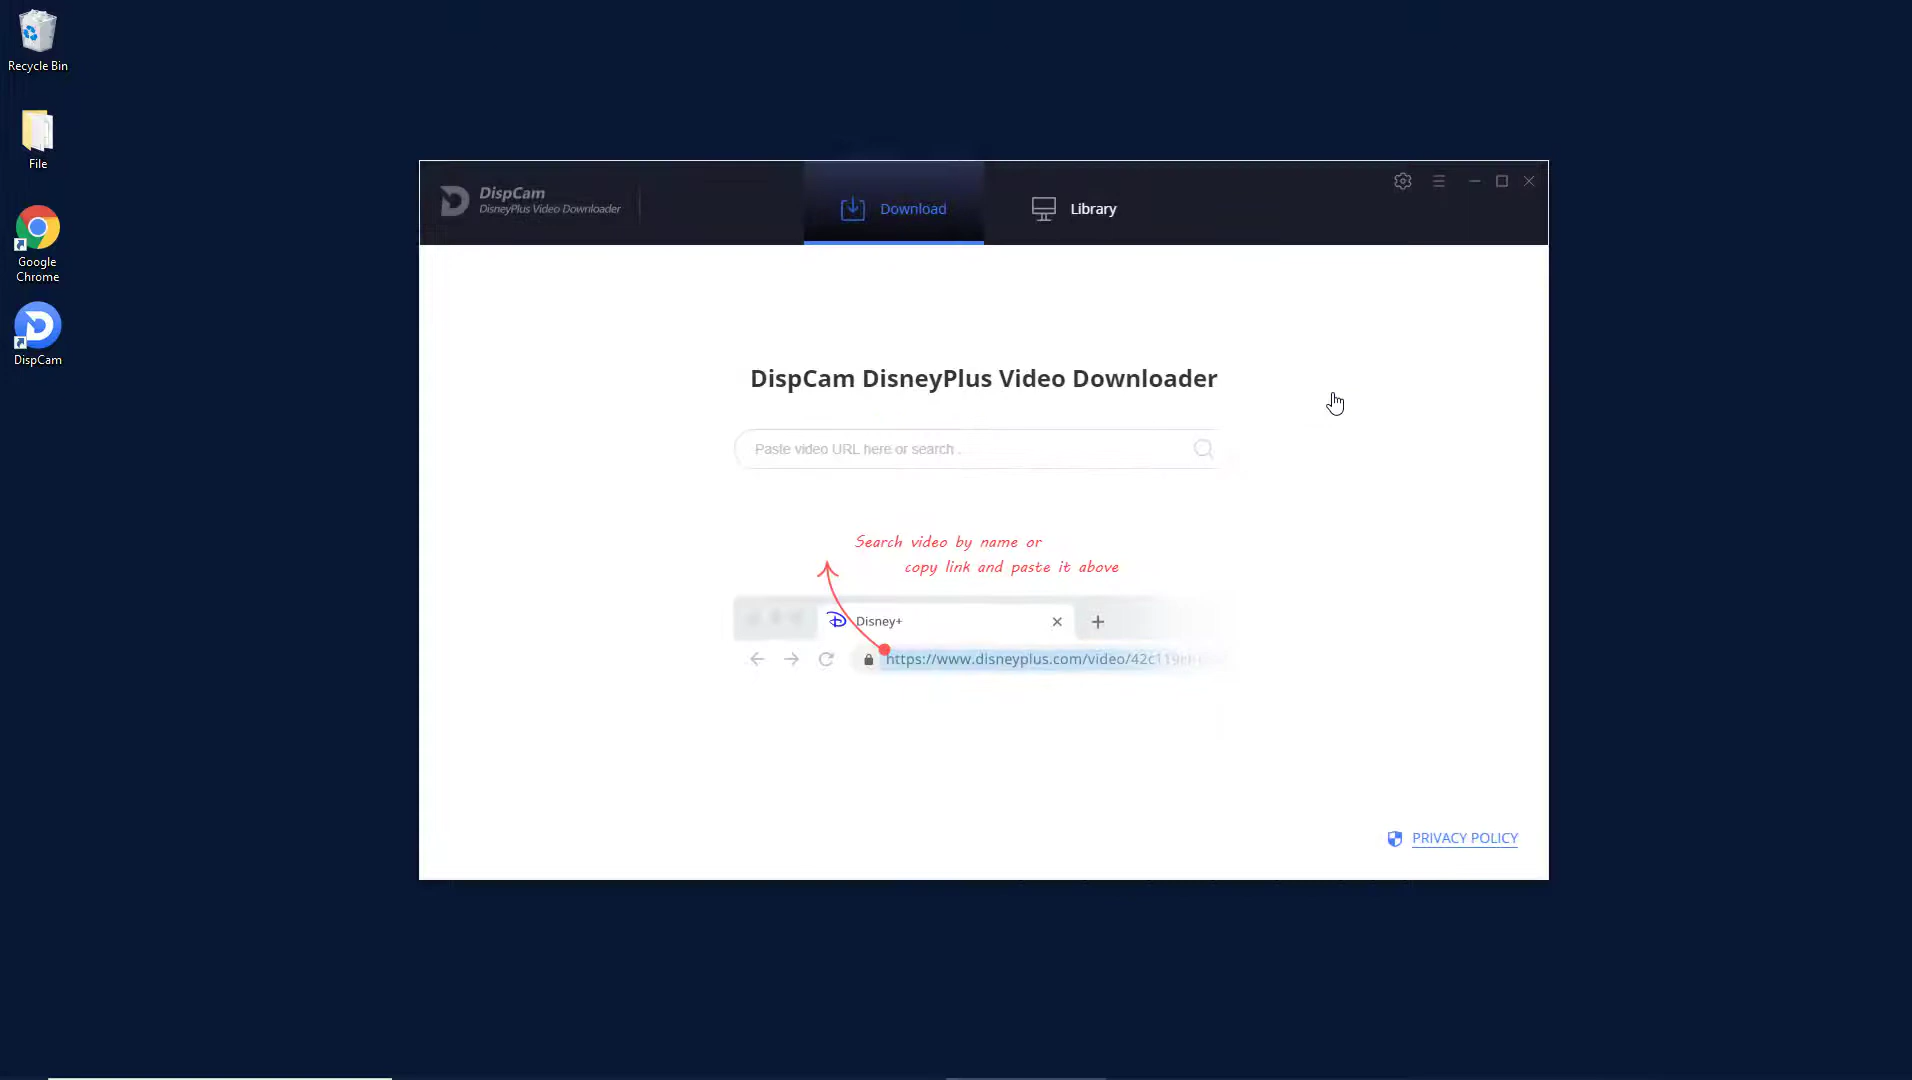 Recycle Bin
File
Google
Chrome
DispCam
DispCam
DisneyPlus Video Downloader
Download
Library
DispCam DisneyPlus Video Downloader
Paste video URL here or search .
Search video by name or
copy link and paste it above
Disney+
https://www.disneyplus.com/video/42c119
PRIVACY POLICY